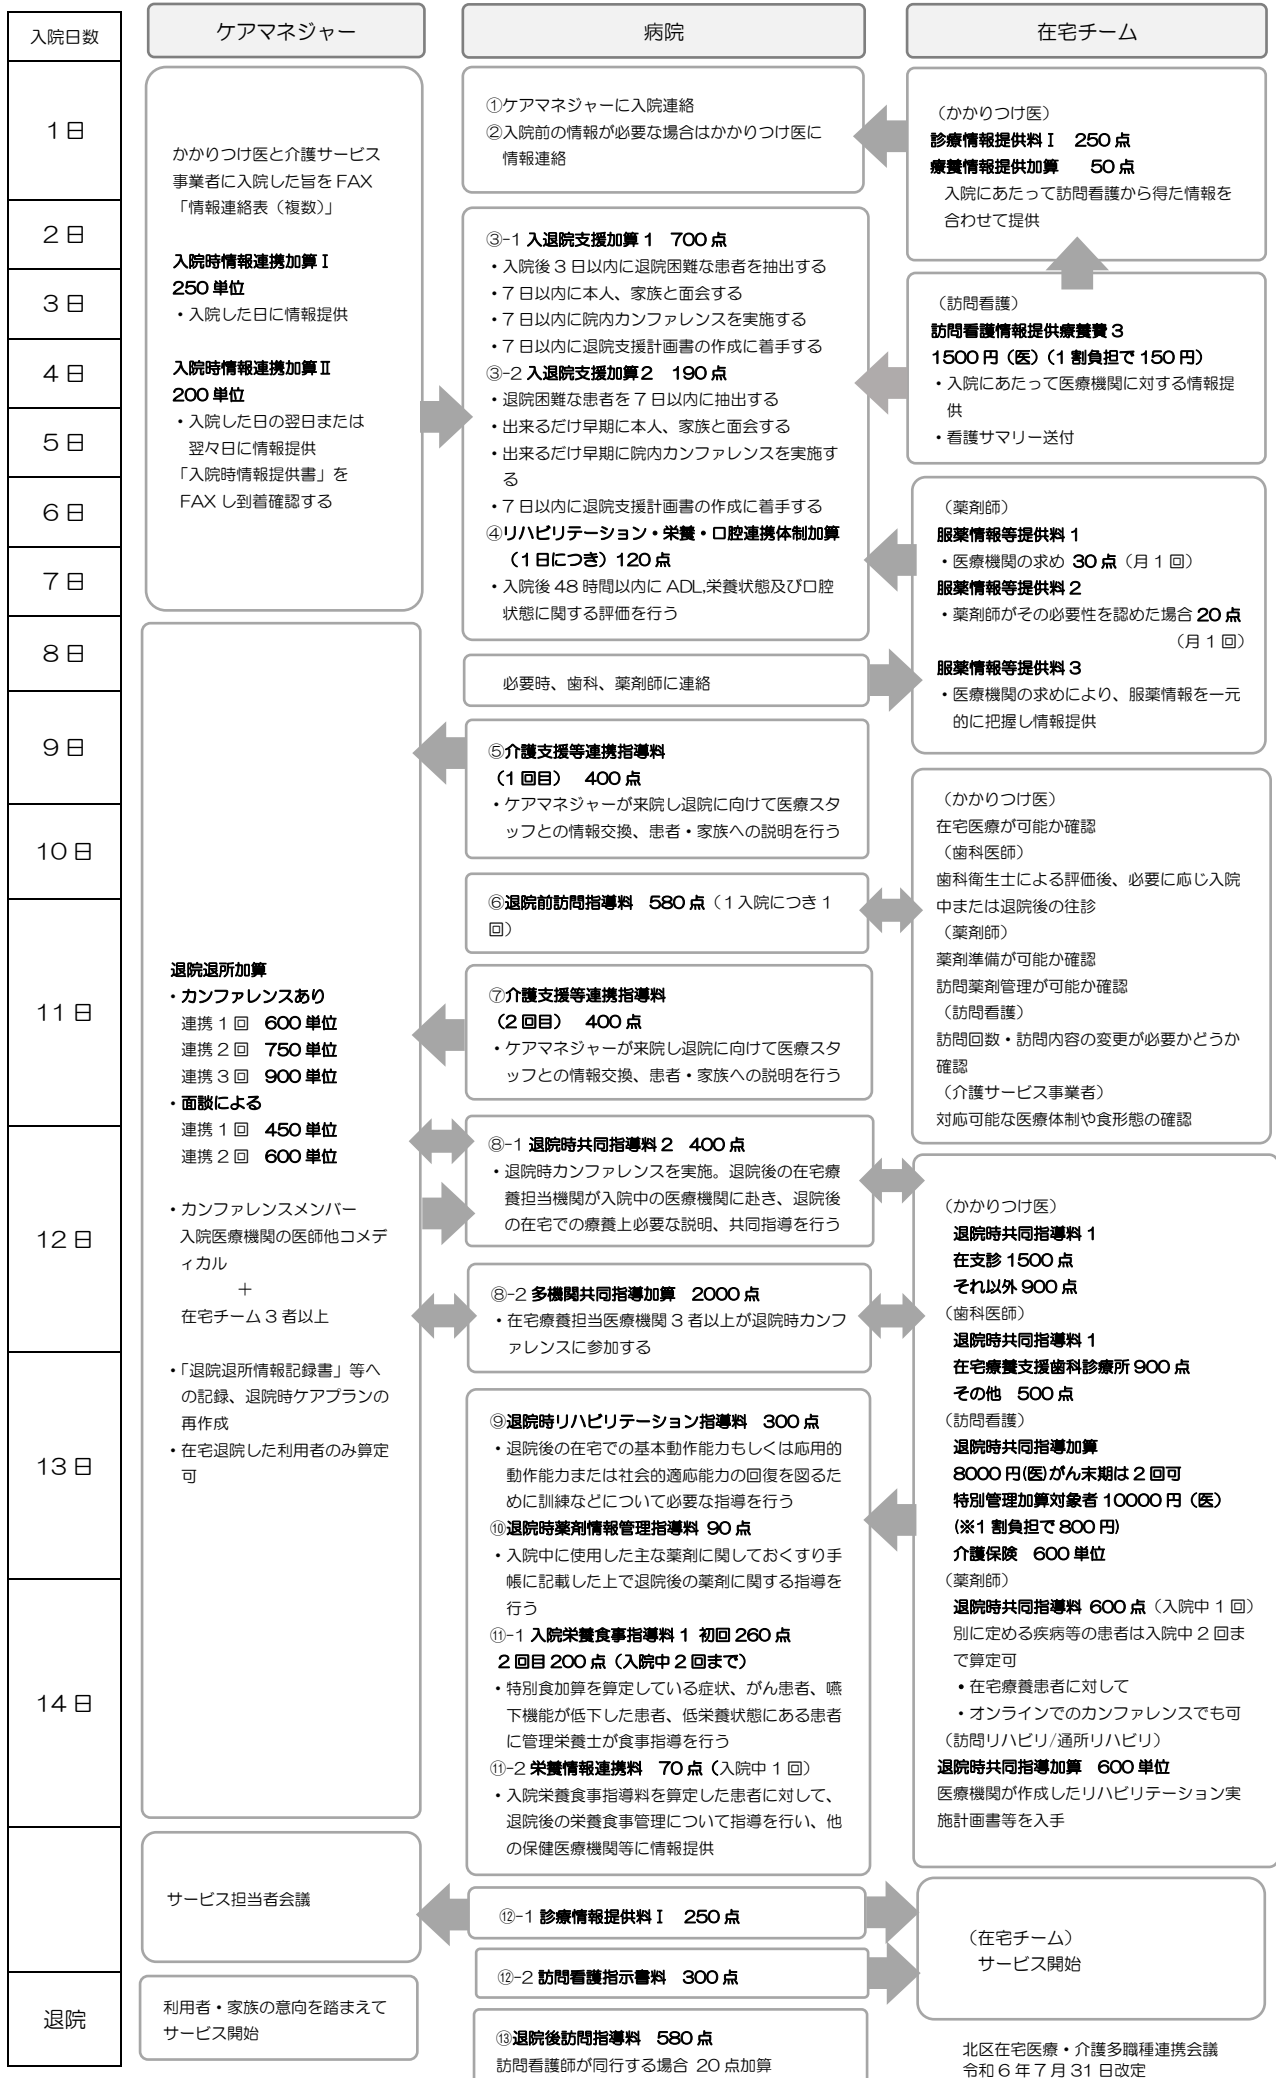 入院日数
1日
2日
3日
4日
5日
6日
7日
8日
9日
10日
11日
12日
13日
14日
退院
ケアマネジャー
かかりつけ医と介護サービス
事業者に入院した旨をFAX
「情報連絡表（複数）」
入院時情報連携加算Ⅰ
250単位
・入院した日に情報提供
入院時情報連携加算Ⅱ
200単位
・入院した日の翌日または
翌々日に情報提供
「入院時情報提供書」を
FAXし到着確認する
退院退所加算
・カンファレンスあり
連携1回 600単位
連携2回 750単位
連携3回 900単位
・面談による
連携1回 450単位
連携2回 600単位
・カンファレンスメンバー
入院医療機関の医師他コメデ
ィカル
＋
在宅チーム3者以上
・「退院退所情報記録書」等へ
の記録、退院時ケアプランの
再作成
・在宅退院した利用者のみ算定
可
サービス担当者会議
利用者・家族の意向を踏まえて
サービス開始
病院
①ケアマネジャーに入院連絡
②入院前の情報が必要な場合はかかりつけ医に
情報連絡
③-1 入退院支援加算1 700点
・入院後3日以内に退院困難な患者を抽出する
・7日以内に本人、家族と面会する
・7日以内に院内カンファレンスを実施する
・7日以内に退院支援計画書の作成に着手する
③-2 入退院支援加算2 190点
・退院困難な患者を7日以内に抽出する
・出来るだけ早期に本人、家族と面会する
・出来るだけ早期に院内カンファレンスを実施す
る
・7日以内に退院支援計画書の作成に着手する
④リハビリテーション・栄養・口腔連携体制加算
（1日につき）120点
・入院後48時間以内にADL,栄養状態及び口腔
状態に関する評価を行う
必要時、歯科、薬剤師に連絡
⑤介護支援等連携指導料
（1回目） 400点
・ケアマネジャーが来院し退院に向けて医療スタ
ッフとの情報交換、患者・家族への説明を行う
⑥退院前訪問指導料 580点（1入院につき1
回）
⑦介護支援等連携指導料
（2回目） 400点
・ケアマネジャーが来院し退院に向けて医療スタ
ッフとの情報交換、患者・家族への説明を行う
⑧-1 退院時共同指導料2 400点
・退院時カンファレンスを実施。退院後の在宅療
養担当機関が入院中の医療機関に赴き、退院後
の在宅での療養上必要な説明、共同指導を行う
⑧-2 多機関共同指導加算 2000点
・在宅療養担当医療機関3者以上が退院時カンフ
ァレンスに参加する
⑨退院時リハビリテーション指導料 300点
・退院後の在宅での基本動作能力もしくは応用的
動作能力または社会的適応能力の回復を図るた
めに訓練などについて必要な指導を行う
⑩退院時薬剤情報管理指導料 90点
・入院中に使用した主な薬剤に関しておくすり手
帳に記載した上で退院後の薬剤に関する指導を
行う
⑪-1 入院栄養食事指導料1 初回260点
2回目200点（入院中2回まで）
・特別食加算を算定している症状、がん患者、嚥
下機能が低下した患者、低栄養状態にある患者
に管理栄養士が食事指導を行う
⑪-2 栄養情報連携料 70点（入院中1回）
・入院栄養食事指導料を算定した患者に対して、
退院後の栄養食事管理について指導を行い、他
の保健医療機関等に情報提供
⑫-1 診療情報提供料Ⅰ 250点
⑫-2 訪問看護指示書料 300点
⑬退院後訪問指導料 580点
訪問看護師が同行する場合 20点加算
在宅チーム
（かかりつけ医）
診療情報提供料Ⅰ 250点
療養情報提供加算 50点
入院にあたって訪問看護から得た情報を
合わせて提供
（訪問看護）
訪問看護情報提供療養費3
1500円（医）（1割負担で150円）
・入院にあたって医療機関に対する情報提
供
・看護サマリー送付
（薬剤師）
服薬情報等提供料1
・医療機関の求め 30点（月1回）
服薬情報等提供料2
・薬剤師がその必要性を認めた場合 20点
（月1回）
服薬情報等提供料3
・医療機関の求めにより、服薬情報を一元
的に把握し情報提供
（かかりつけ医）
在宅医療が可能か確認
（歯科医師）
歯科衛生士による評価後、必要に応じ入院
中または退院後の往診
（薬剤師）
薬剤準備が可能か確認
訪問薬剤管理が可能か確認
（訪問看護）
訪問回数・訪問内容の変更が必要かどうか
確認
（介護サービス事業者）
対応可能な医療体制や食形態の確認
（かかりつけ医）
退院時共同指導料1
在支診1500点
それ以外900点
（歯科医師）
退院時共同指導料1
在宅療養支援歯科診療所900点
その他 500点
（訪問看護）
退院時共同指導加算
8000円(医)がん末期は2回可
特別管理加算対象者10000円（医）
(※1割負担で800円)
介護保険 600単位
（薬剤師）
退院時共同指導料 600点（入院中1回）
別に定める疾病等の患者は入院中2回ま
で算定可
・在宅療養患者に対して
・オンラインでのカンファレンスでも可
（訪問リハビリ/通所リハビリ）
退院時共同指導加算 600単位
医療機関が作成したリハビリテーション実
施計画書等を入手
（在宅チーム）
サービス開始
北区在宅医療・介護多職種連携会議
令和6年7月31日改定